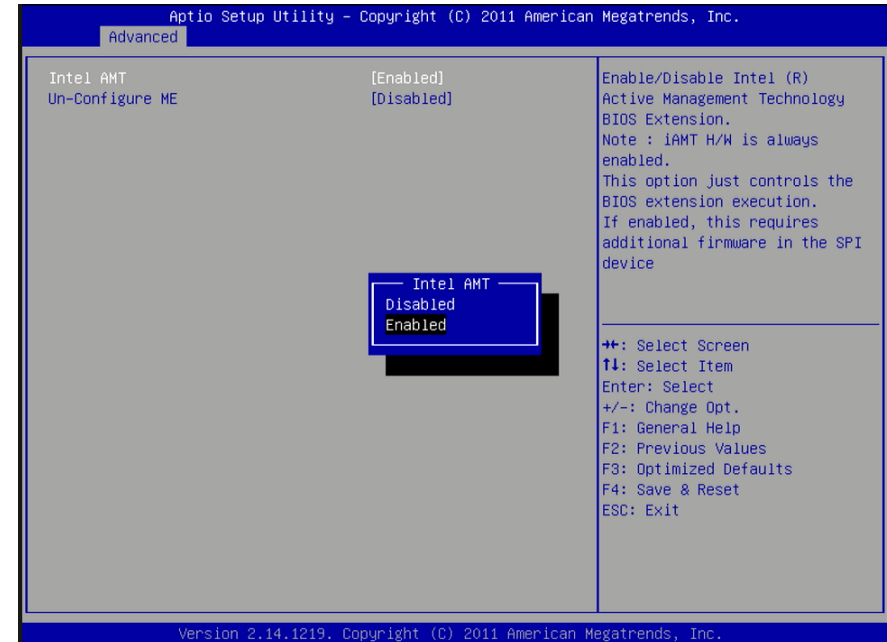 Aptio Setup Utility – Copyright (C) 2011 American Megatrends, Inc.
Advanced
Intel AMT [Enabled]
Un-Configure ME [Disabled]
Enable/Disable Intel (R)
Active Management Technology
BIOS Extension.
Note : iAMT H/W is always
enabled.
This option just controls the
BIOS extension execution.
If enabled, this requires
additional firmware in the SPI
device
Intel AMT
Disabled
Enabled
→←: Select Screen
↑↓: Select Item
Enter: Select
+/-: Change Opt.
F1: General Help
F2: Previous Values
F3: Optimized Defaults
F4: Save & Reset
ESC: Exit
Version 2.14.1219. Copyright (C) 2011 American Megatrends, Inc.